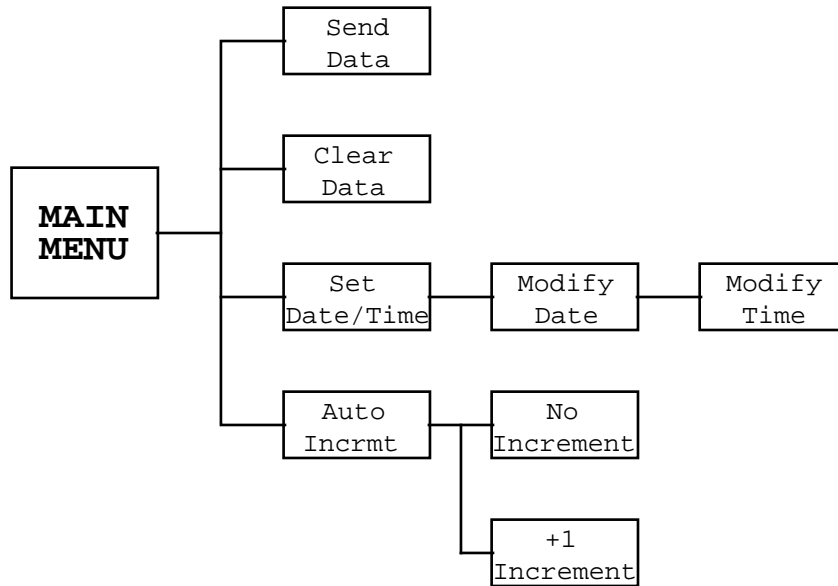 Send
Data
Clear
Data
MAIN
MENU
Set
Date/Time
Modify
Date
Modify
Time
Auto
Incrmt
No
Increment
+1
Increment